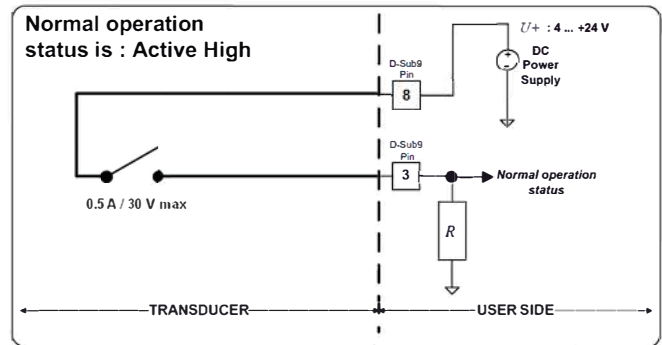 Normal operation
status is : Active High
U+ : 4 ... +24 V
DC
Power
Supply
D-Sub9
Pin
8
D-Sub9
Pin
3
Normal operation
status
0.5 A / 30 V max
R
TRANSDUCER
USER SIDE